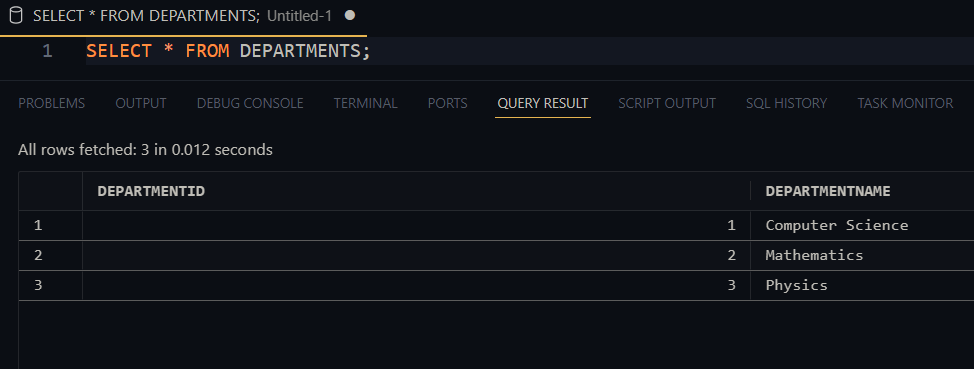 SELECT * FROM DEPARTMENTS; Untitled-1
1 SELECT * FROM DEPARTMENTS;
PROBLEMS OUTPUT DEBUG CONSOLE TERMINAL PORTS QUERY RESULT SCRIPT OUTPUT SQL HISTORY TASK MONITOR
All rows fetched: 3 in 0.012 seconds
DEPARTMENTID DEPARTMENTNAME
1 1 Computer Science
2 2 Mathematics
3 3 Physics